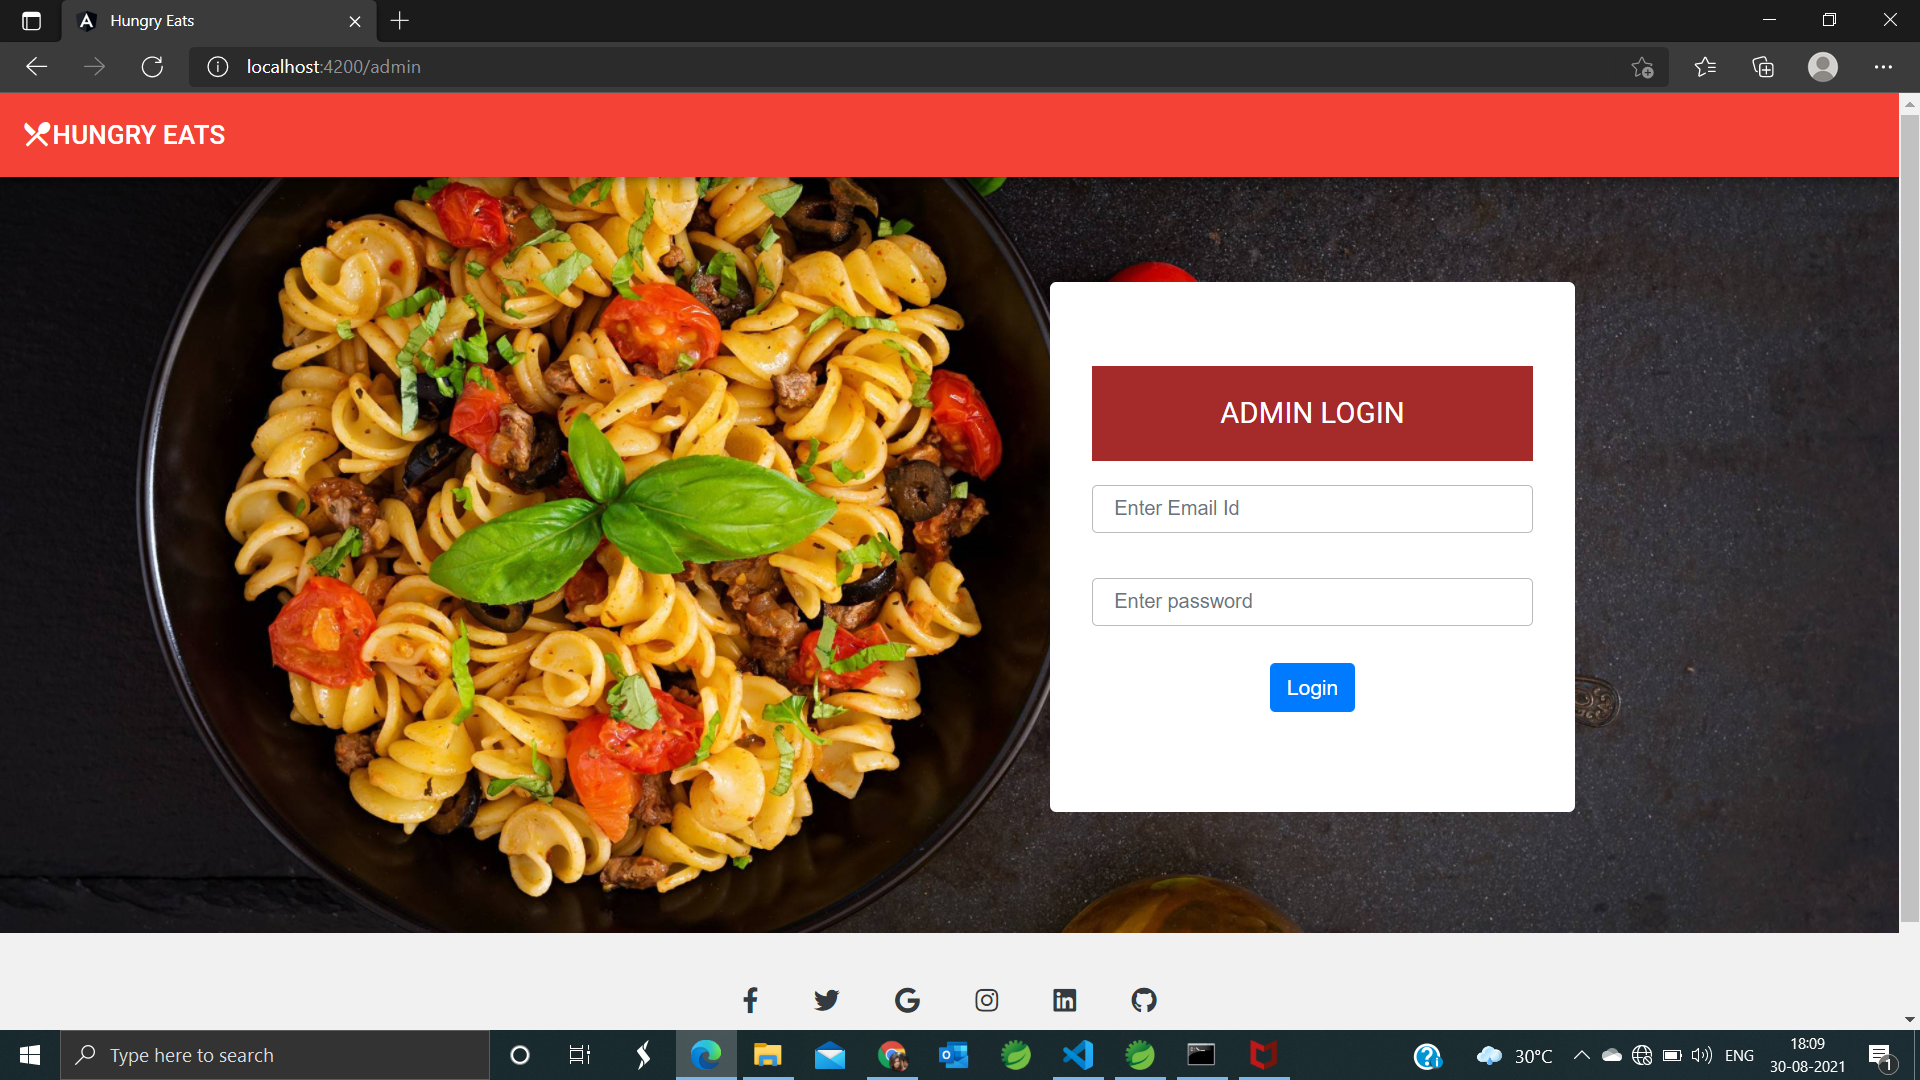 Hungry Eats
localhost:4200/admin
HUNGRY EATS
ADMIN LOGIN
Enter Email Id
Enter password
Login
Type here to search
30°C
ENG
18:09
30-08-2021
1